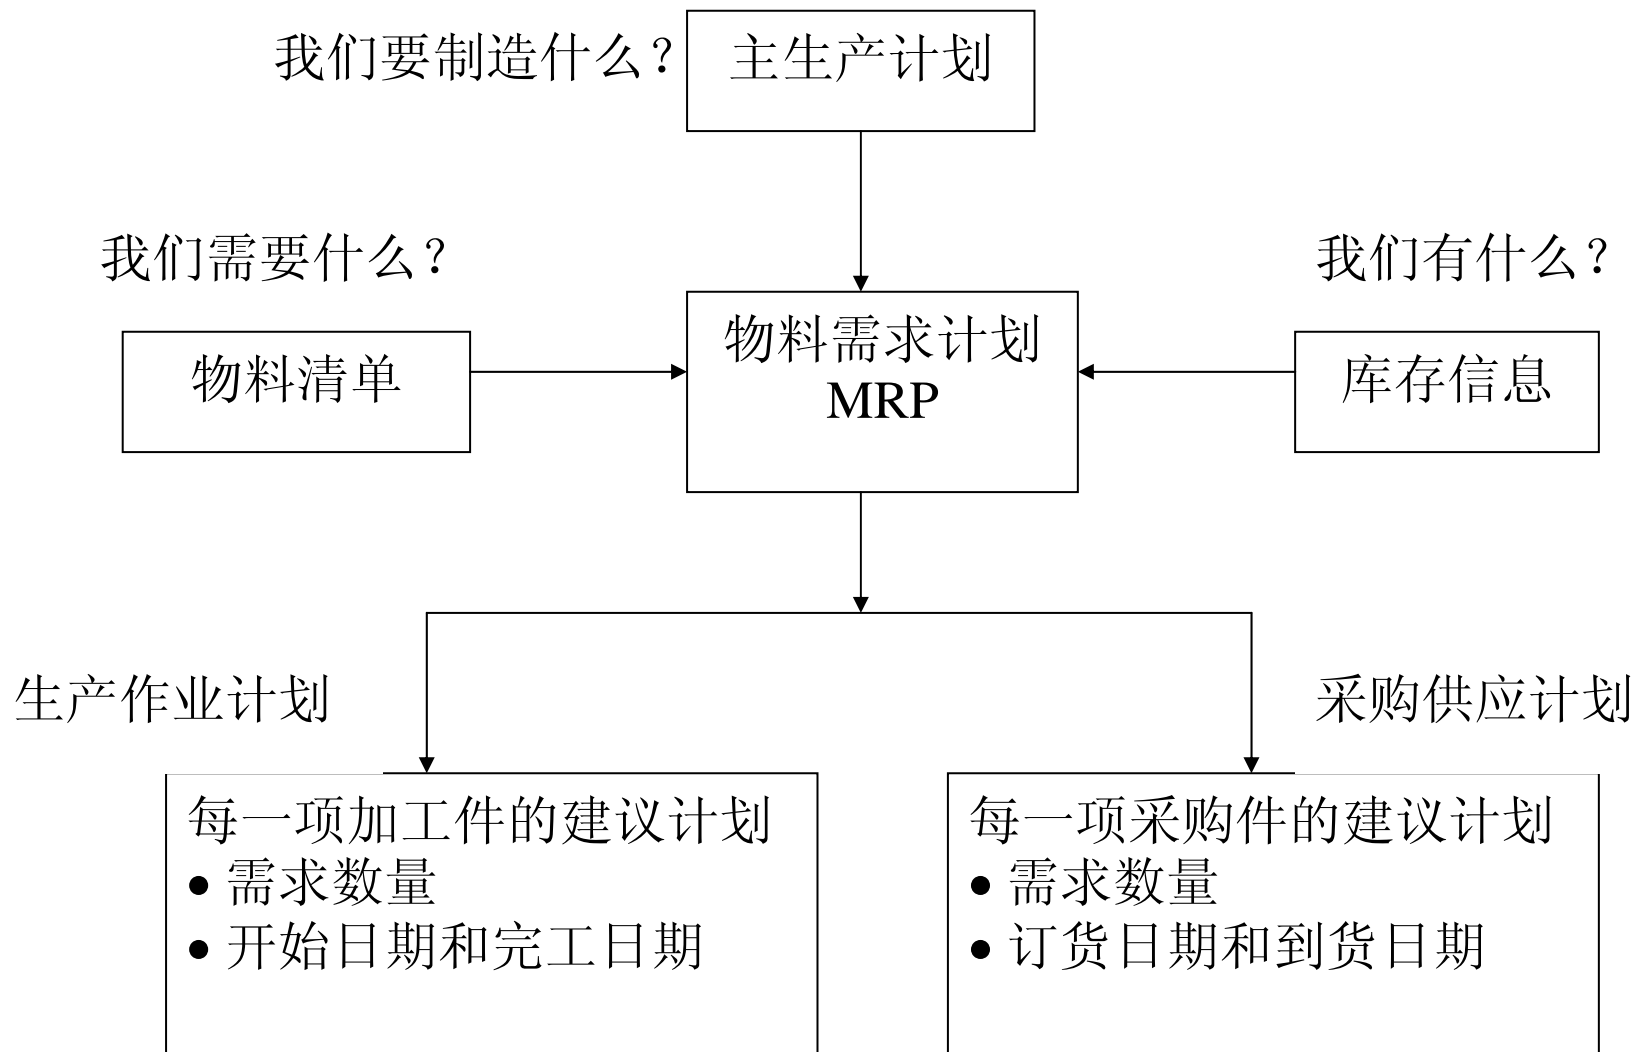 我们要制造什么？
主生产计划
我们需要什么？
我们有什么？
物料清单
物料需求计划
MRP
库存信息
生产作业计划
采购供应计划
每一项加工件的建议计划
● 需求数量
● 开始日期和完工日期
每一项采购件的建议计划
● 需求数量
● 订货日期和到货日期